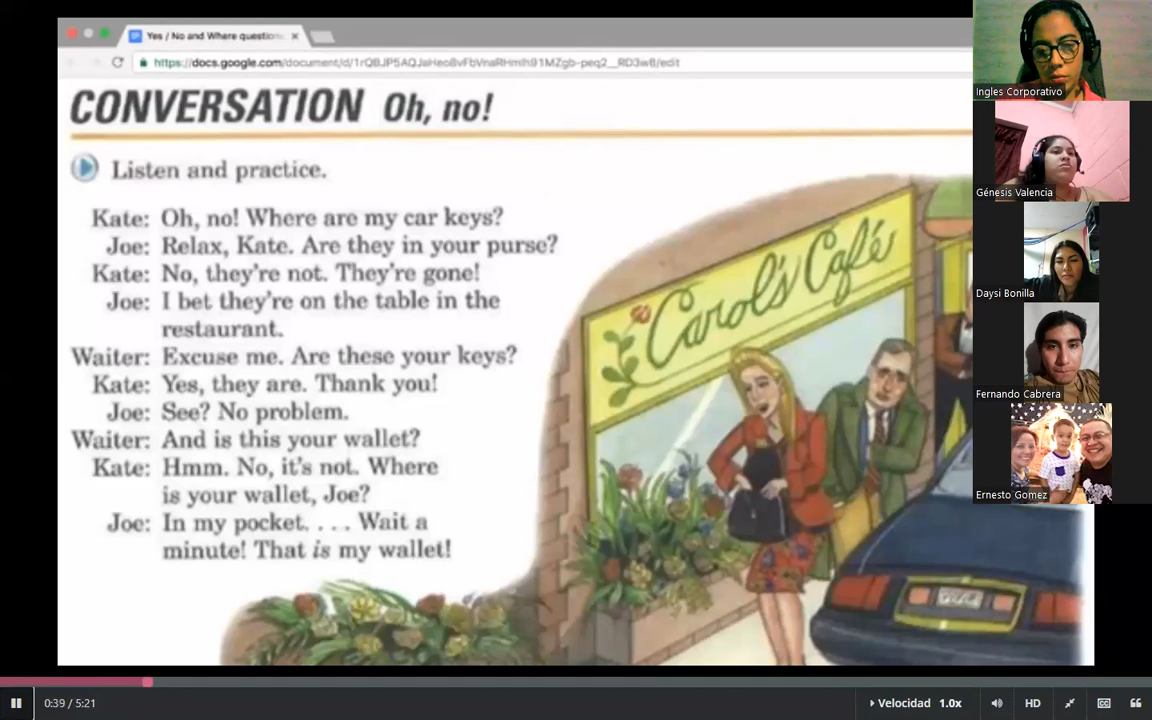 Yes / No and Where question
https://docs.google.com/document/d/
CONVERSATION Oh, no!
Listen and practice.
Kate: Oh, no! Where are my car keys?
Joe: Relax, Kate. Are they in your purse?
Kate: No, they're not. They're gone!
Joe: I bet they're on the table in the
restaurant.
Waiter: Excuse me. Are these your keys?
Kate: Yes, they are. Thank you!
Joe: See? No problem.
Waiter: And is this your wallet?
Kate: Hmm. No, it's not. Where
is your wallet, Joe?
Joe: In my pocket. . . . Wait a
minute! That is my wallet!
Carol's Café
Ingles Corporativo
Génesis Valencia
Daysi Bonilla
Fernando Cabrera
Ernesto Gomez
0:39 / 5:21
Velocidad 1.0x
HD